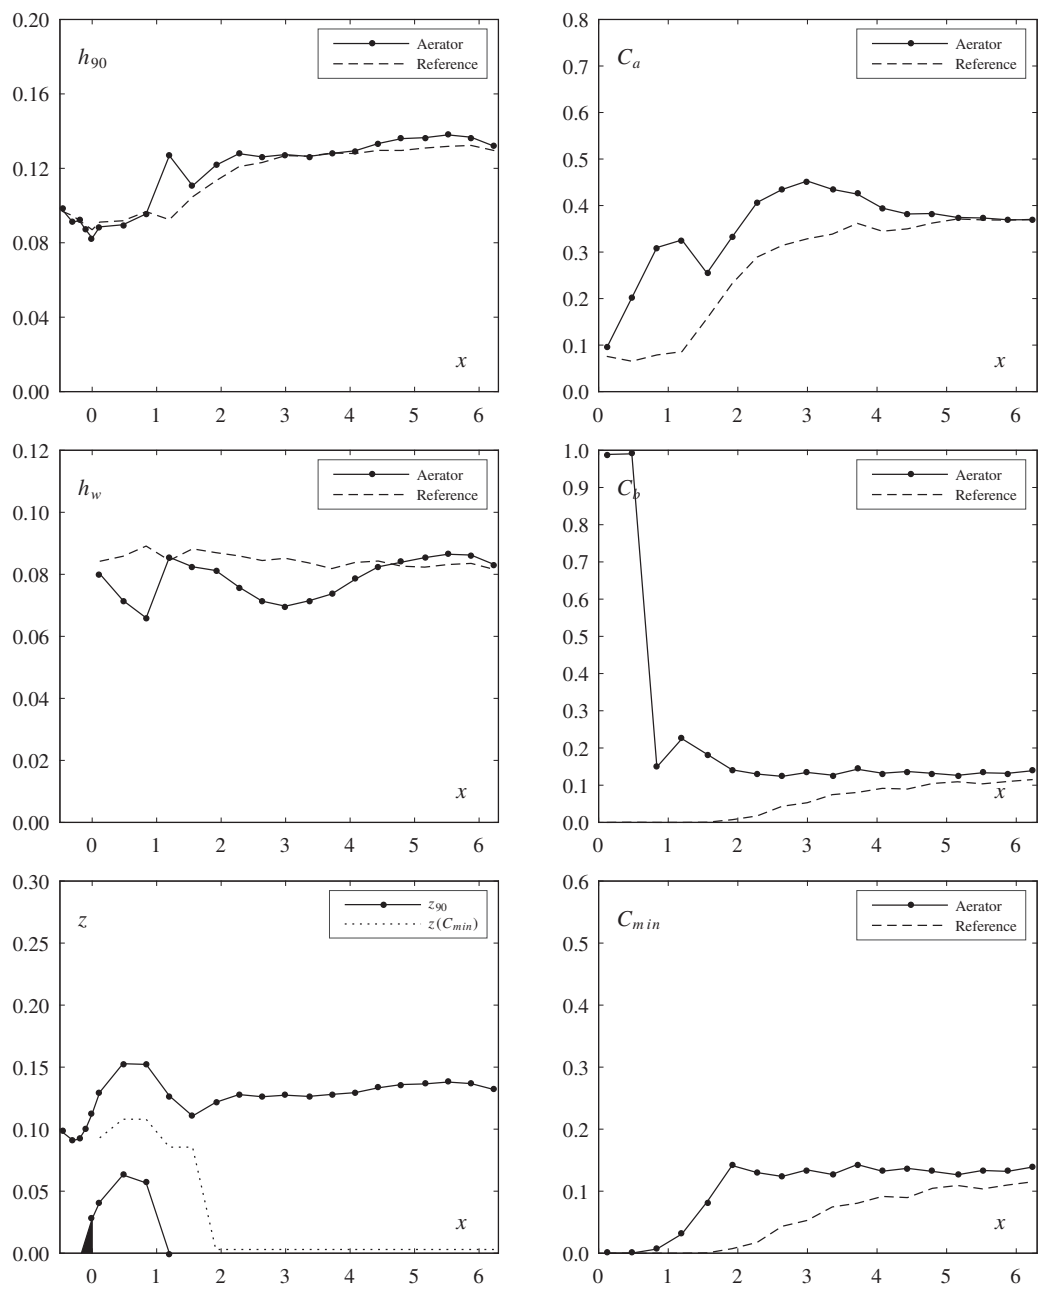 0.20
0.16
0.12
0.08
0.04
0.00
h90
Aerator
Reference
x
0 1 2 3 4 5 6
0.8
0.7
0.6
0.5
0.4
0.3
0.2
0.1
0.0
Ca
Aerator
Reference
x
0 1 2 3 4 5 6
0.12
0.10
0.08
0.06
0.04
0.02
0.00
hw
Aerator
Reference
x
0 1 2 3 4 5 6
1.0
0.9
0.8
0.7
0.6
0.5
0.4
0.3
0.2
0.1
0.0
Cb
Aerator
Reference
x
0 1 2 3 4 5 6
0.30
0.25
0.20
0.15
0.10
0.05
0.00
z
z90
z(Cmin)
x
0 1 2 3 4 5 6
0.6
0.5
0.4
0.3
0.2
0.1
0.0
Cmin
Aerator
Reference
x
0 1 2 3 4 5 6